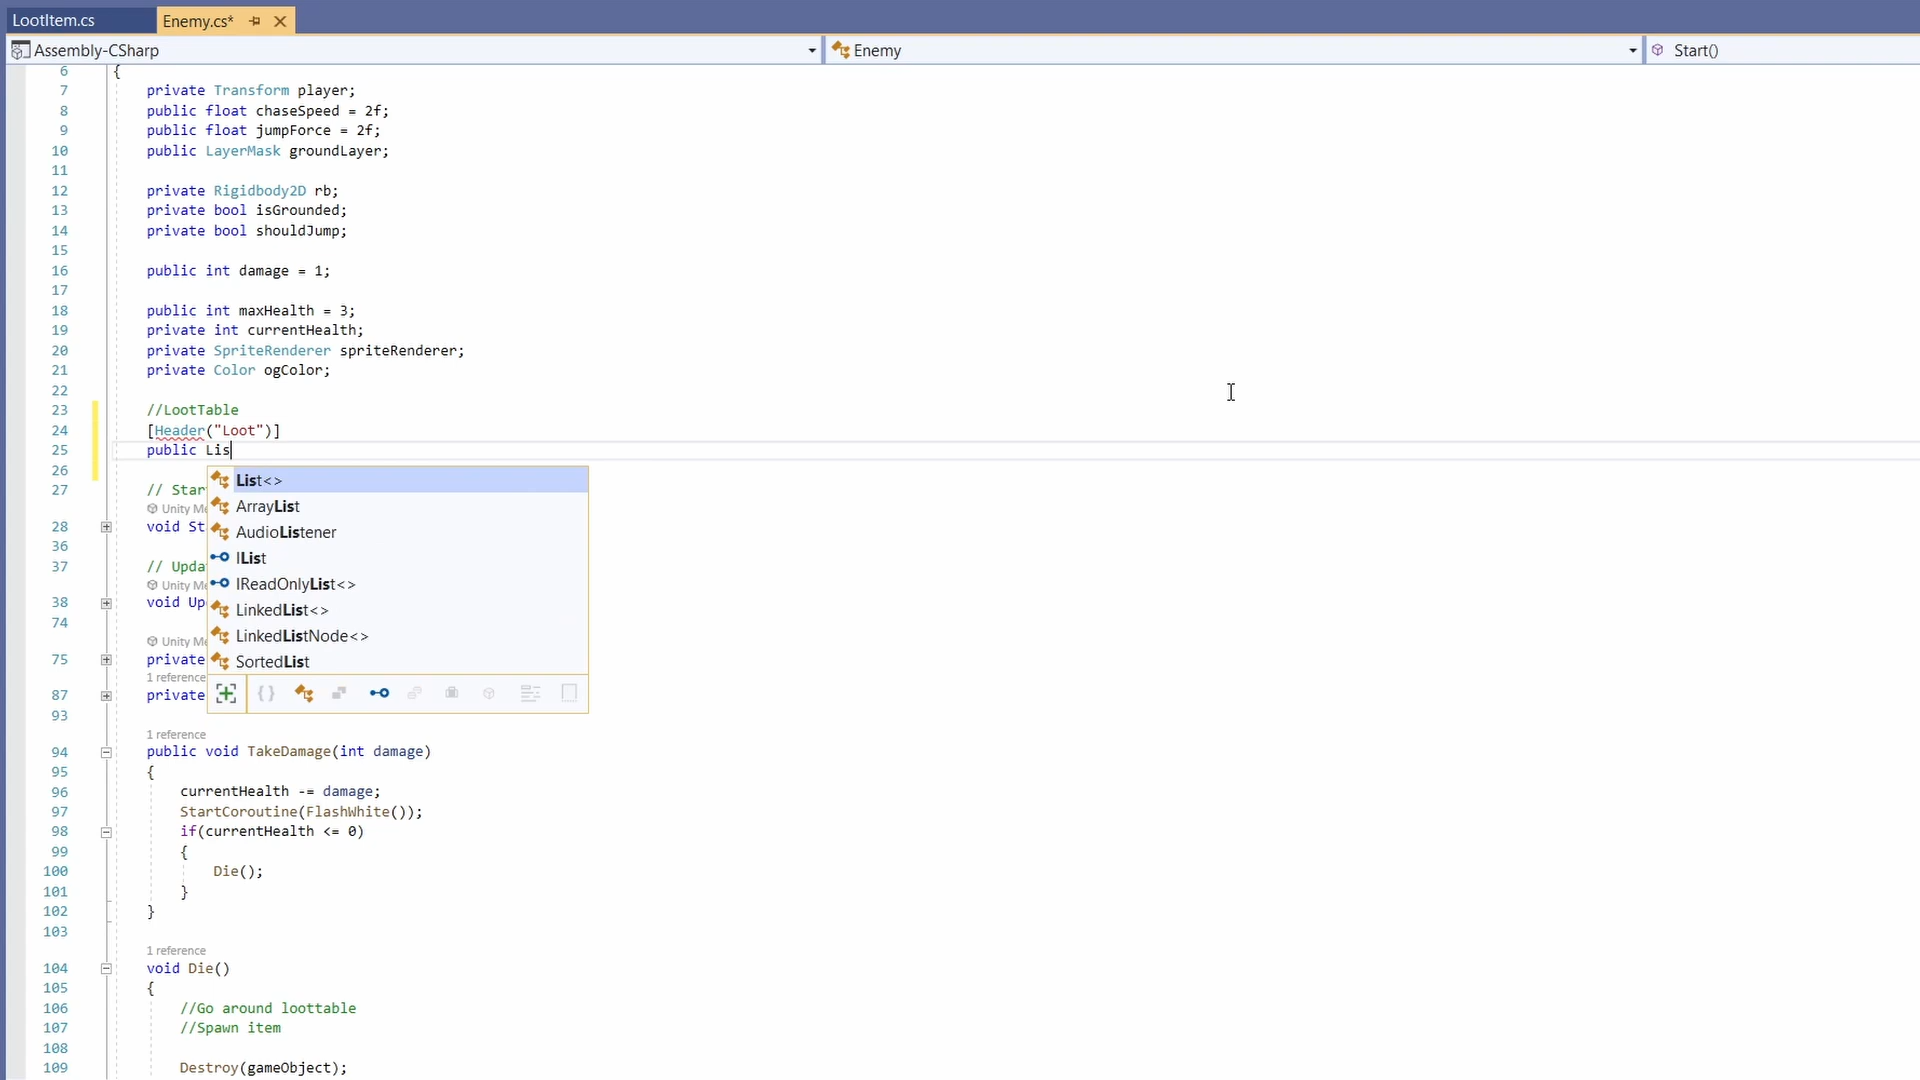 LootItem.cs
Enemy.cs*
Assembly-CSharp
Enemy
Start()
6 {
7 private Transform player;
8 public float chaseSpeed = 2f;
9 public float jumpForce = 2f;
10 public LayerMask groundLayer;
11
12 private Rigidbody2D rb;
13 private bool isGrounded;
14 private bool shouldJump;
15
16 public int damage = 1;
17
18 public int maxHealth = 3;
19 private int currentHealth;
20 private SpriteRenderer spriteRenderer;
21 private Color ogColor;
22
23 //LootTable
24 [Header("Loot")]
25 public Lis
26
List<>
27 // Star
ArrayList
Unity Me
28 void St
AudioListener
36
IList
37 // Upda
Unity Me
IReadOnlyList<>
38 void Up
LinkedList<>
74
LinkedListNode<>
Unity Me
75 private
SortedList
1 reference
87 private
93
1 reference
94 public void TakeDamage(int damage)
95 {
96 currentHealth -= damage;
97 StartCoroutine(FlashWhite());
98 if(currentHealth <= 0)
99 {
100 Die();
101 }
102 }
103
1 reference
104 void Die()
105 {
106 //Go around loottable
107 //Spawn item
108
109 Destroy(gameObject);